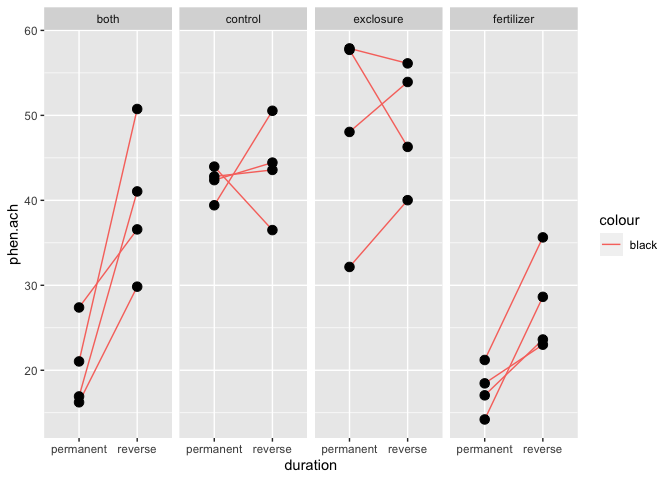 both control exclosure fertilizer
60
50
40
30
20
phen.ach
permanent reverse permanent reverse permanent reverse permanent reverse
duration
colour
black